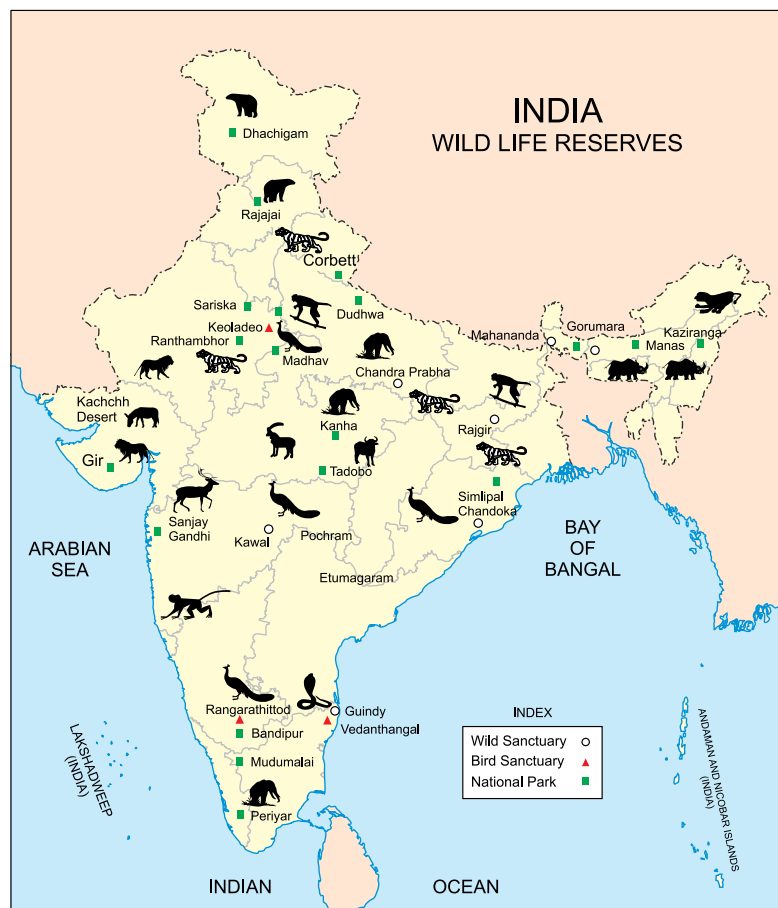 INDIA
WILD LIFE RESERVES
Dhachigam
Rajajai
Corbett
Sariska
Dudhwa
Keoladeo
Ranthambhor
Madhav
Mahananda
Gorumara
Manas
Kaziranga
Chandra Prabha
Kachchh
Desert
Kanha
Rajgir
Gir
Tadobo
Simlipal
Chandoka
Sanjay
Gandhi
Kawal
Pochram
Etumagaram
ARABIAN
SEA
BAY
OF
BANGAL
Rangarathittod
Guindy
Vedanthangal
Bandipur
Mudumalai
Periyar
LAKSHADWEEP
(INDIA)
ANDAMAN AND NICOBAR ISLANDS
(INDIA)
INDEX
Wild Sanctuary
Bird Sanctuary
National Park
INDIAN
OCEAN